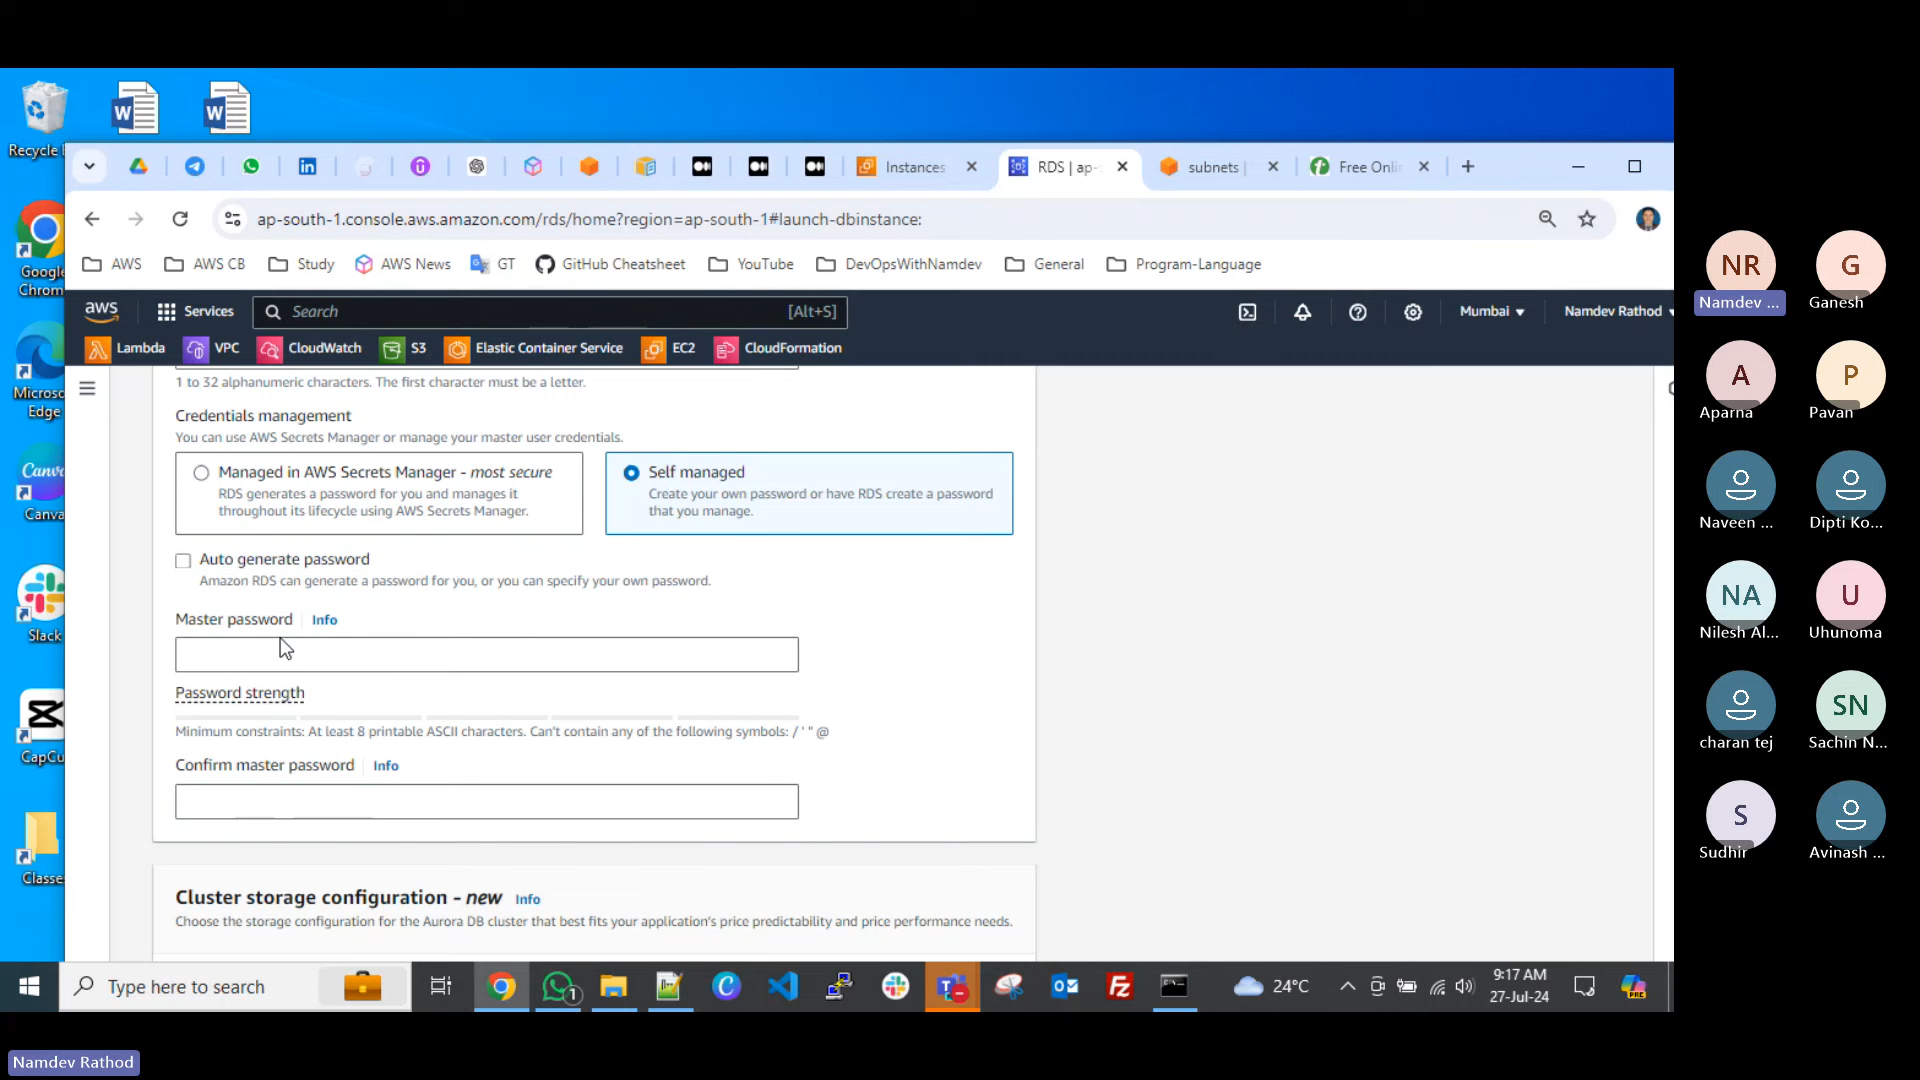 Recycle
Google
Chrom
Microso
Edge
Canva
Slack
CapCu
Classe
Instances
RDS | ap-
subnets |
Free Onli
ap-south-1.console.aws.amazon.com/rds/home?region=ap-south-1#launch-dbinstance:
AWS
AWS CB
Study
AWS News
GT
GitHub Cheatsheet
YouTube
DevOpsWithNamdev
General
Program-Language
aws
Services
Search
[Alt+S]
Mumbai
Namdev Rathod
Lambda
VPC
CloudWatch
S3
Elastic Container Service
EC2
CloudFormation
1 to 32 alphanumeric characters. The first character must be a letter.
Credentials management
You can use AWS Secrets Manager or manage your master user credentials.
Managed in AWS Secrets Manager - most secure
RDS generates a password for you and manages it
throughout its lifecycle using AWS Secrets Manager.
Self managed
Create your own password or have RDS create a password
that you manage.
Auto generate password
Amazon RDS can generate a password for you, or you can specify your own password.
Master password
Info
Password strength
Minimum constraints: At least 8 printable ASCII characters. Can't contain any of the following symbols: / ' " @
Confirm master password
Info
Cluster storage configuration - new
Info
Choose the storage configuration for the Aurora DB cluster that best fits your application's price predictability and price performance needs.
Type here to search
1
24°C
9:17 AM
27-Jul-24
PRE
NR
Namdev ...
G
Ganesh
A
Aparna
P
Pavan
Naveen ...
Dipti Ko...
NA
Nilesh Al...
U
Uhunoma
charan tej
SN
Sachin N...
S
Sudhir
Avinash ...
Namdev Rathod